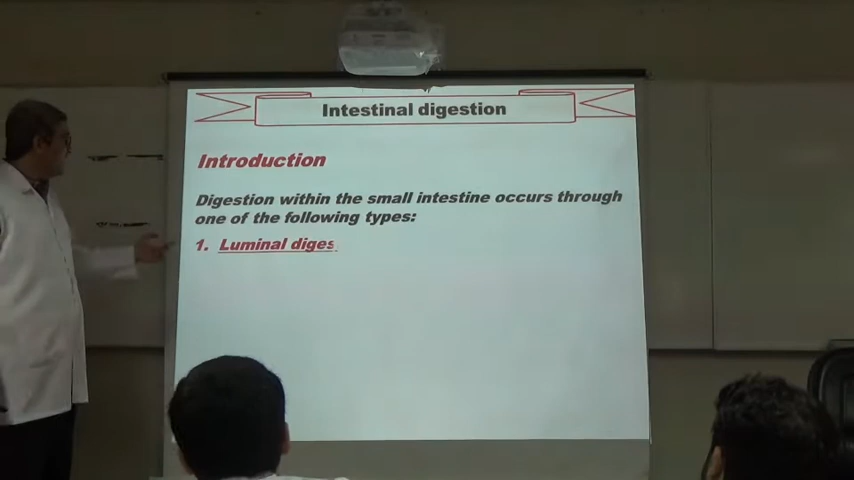 Intestinal digestion
Introduction
Digestion within the small intestine occurs through
one of the following types:
1. Luminal diges